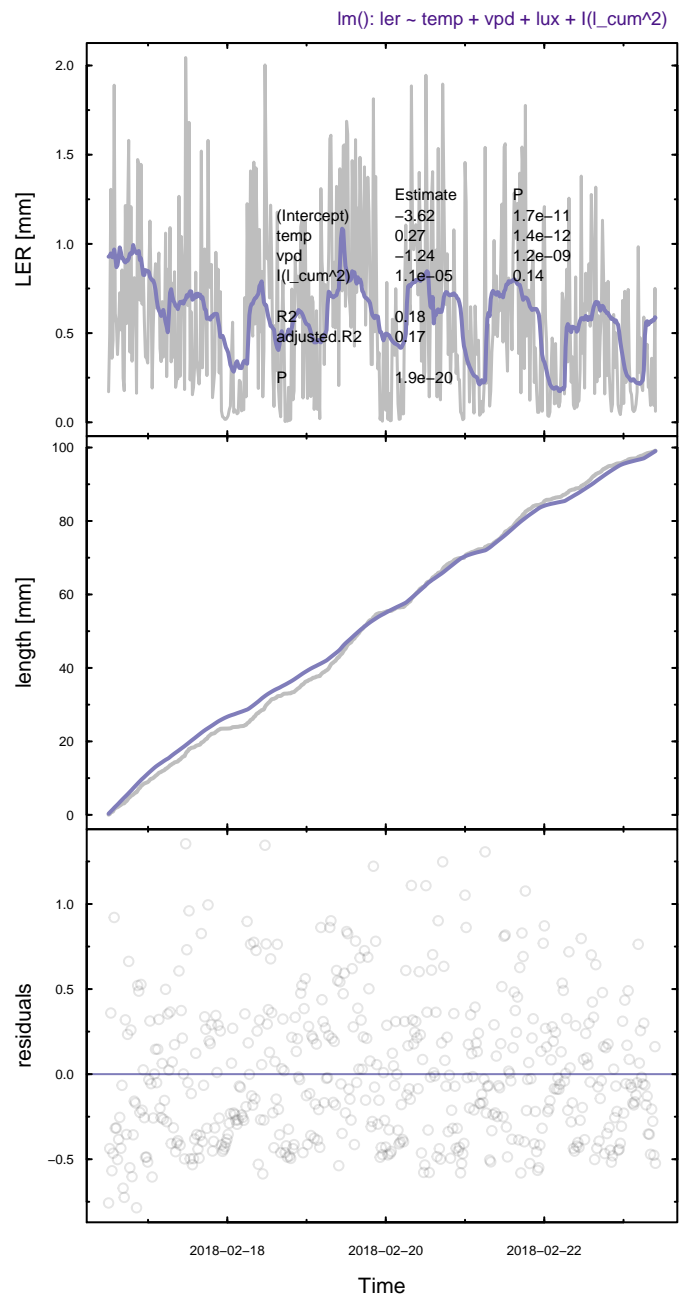 lm(): ler ~ temp + vpd + lux + I(l_cum^2)
2.0
1.5
1.0
0.5
0.0
LER [mm]
Estimate P
(Intercept) −3.62 1.7e−11
temp 0.27 1.4e−12
vpd −1.24 1.2e−09
I(l_cum^2) 1.1e−05 0.14
R2 0.18
adjusted.R2 0.17
P 1.9e−20
100
80
60
40
20
0
length [mm]
1.0
0.5
0.0
−0.5
residuals
2018−02−18 2018−02−20 2018−02−22
Time